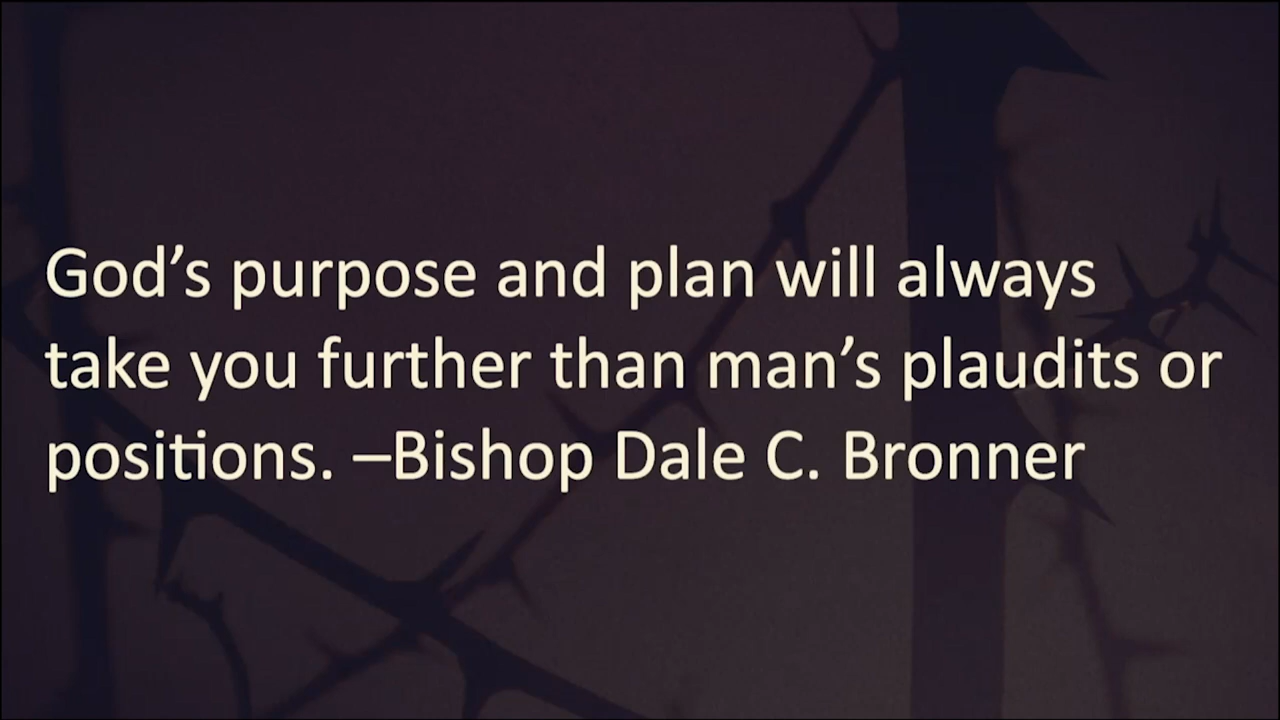 God’s purpose and plan will always
take you further than man’s plaudits or
positions. –Bishop Dale C. Bronner